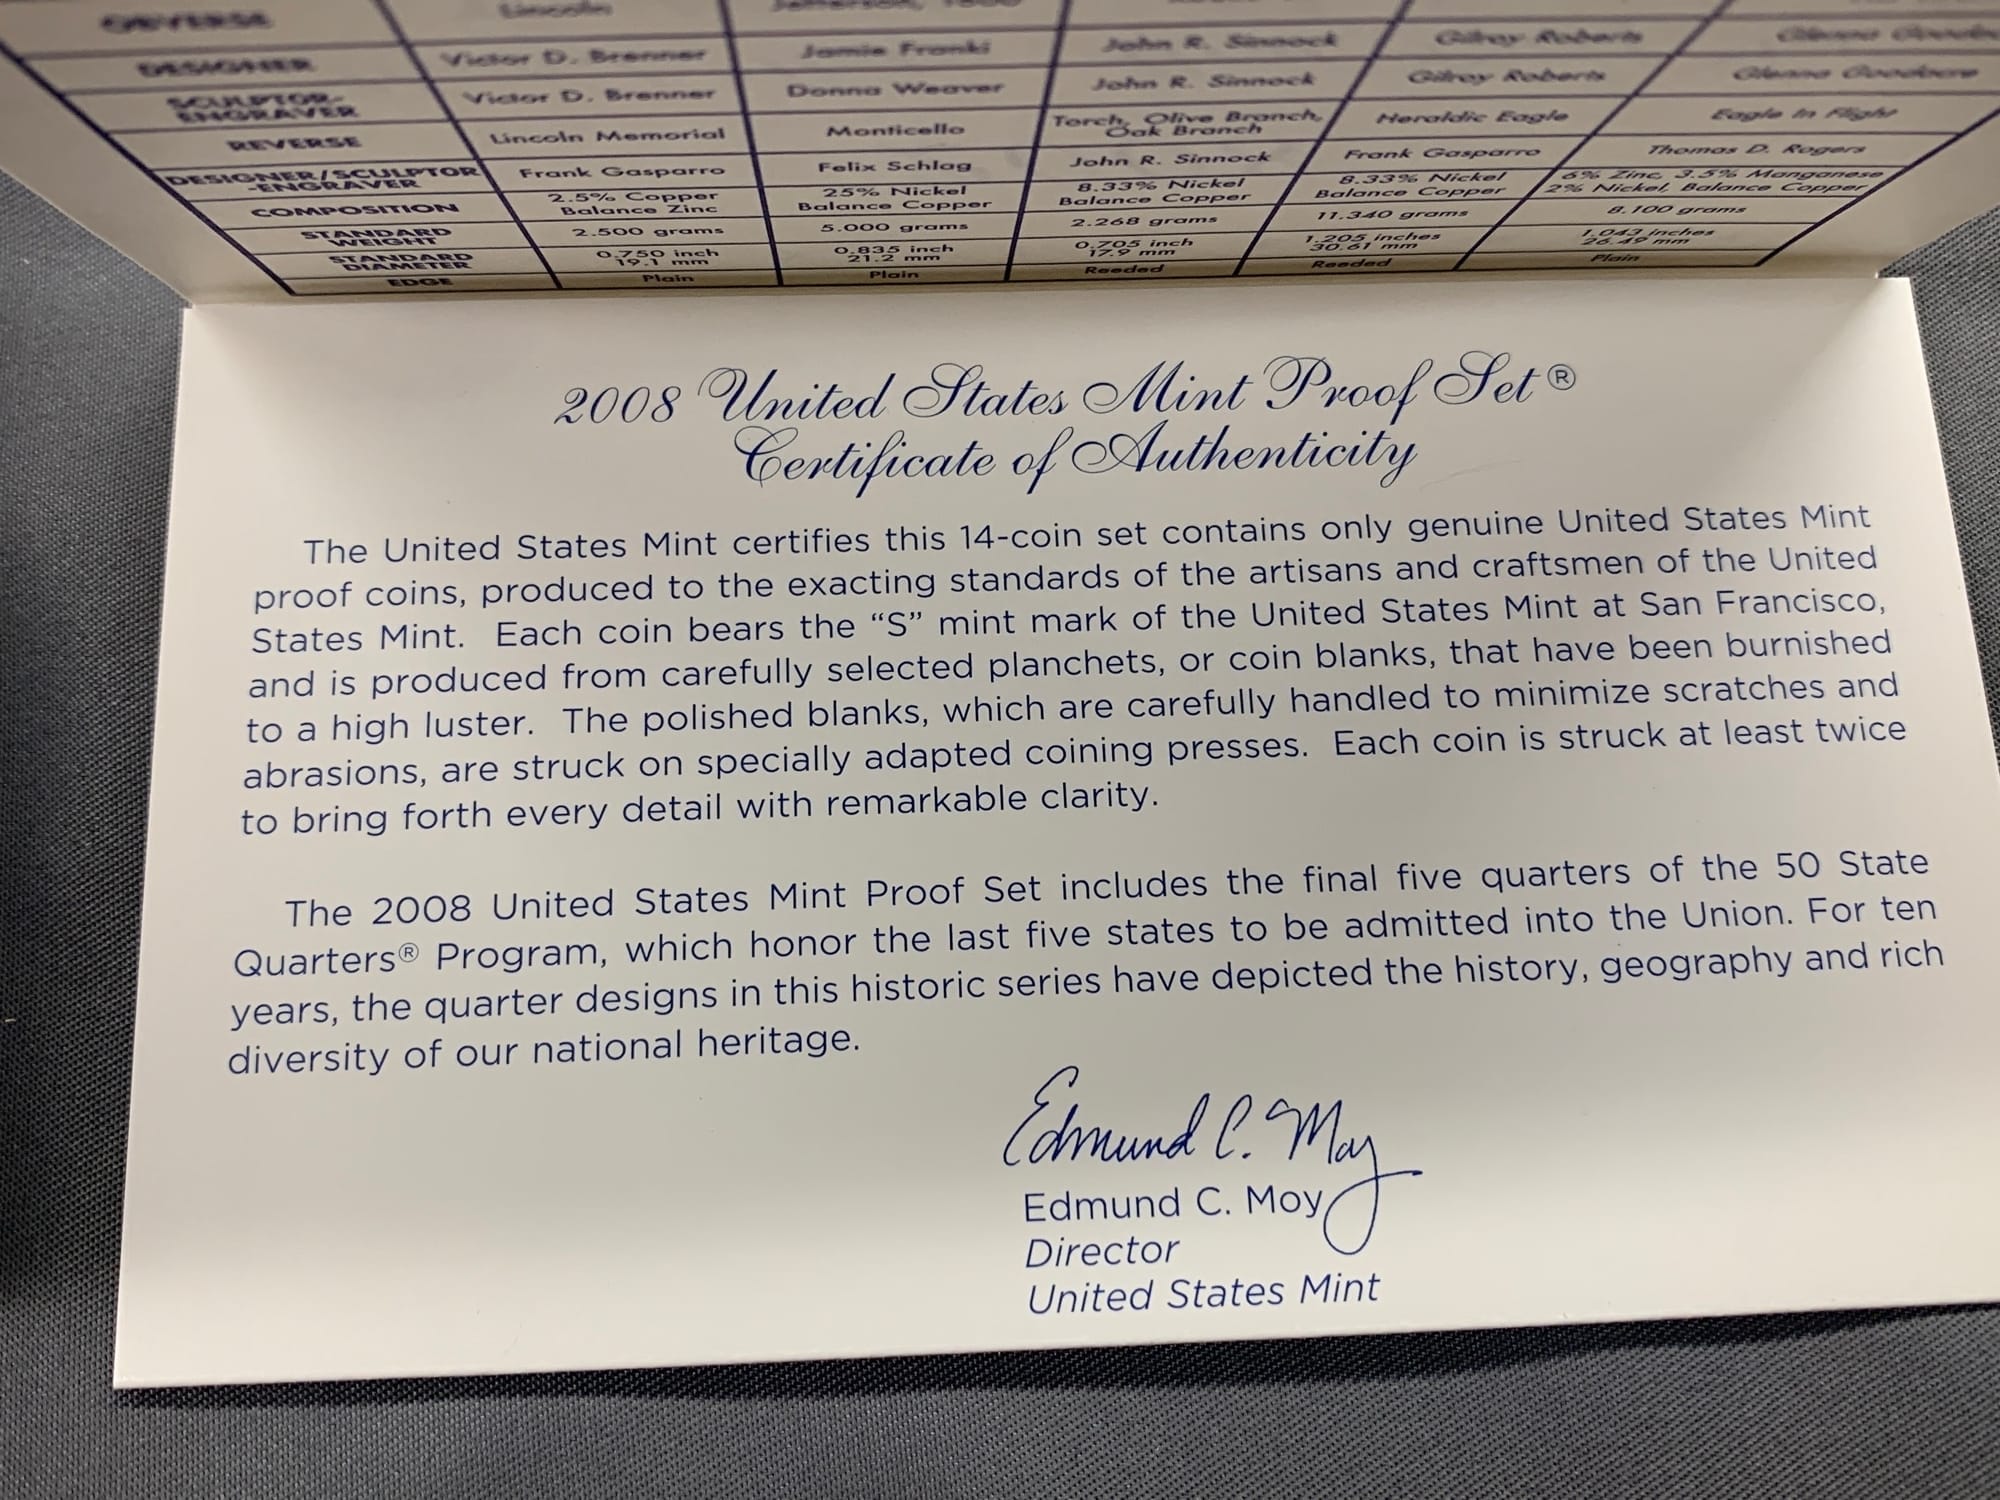 OBVERSE Lincoln Jefferson,
DESIGNER Victor D. Brenner Jamie Franki John R. Sinnock Gilroy Roberts Glenna
SCULPTOR-
ENGRAVER Victor D. Brenner Donna Weaver John R. Sinnock Gilroy Roberts Glenna Goodacre
REVERSE Lincoln Memorial Monticello Torch, Olive Branch, Oak Branch Heraldic Eagle Eagle In Flight
DESIGNER/SCULPTOR
-ENGRAVER Frank Gasparro Felix Schlag John R. Sinnock Frank Gasparro Thomas D. Rogers
COMPOSITION 2.5% Copper Balance Zinc 25% Nickel Balance Copper 8.33% Nickel Balance Copper 8.33% Nickel Balance Copper 6% Zinc, 3.5% Manganese 2% Nickel, Balance Copper
STANDARD
WEIGHT 2.500 grams 5.000 grams 2.268 grams 11.340 grams 8.100 grams
STANDARD
DIAMETER 0.750 inch 19.1 mm 0.835 inch 21.2 mm 0.705 inch 17.9 mm 1.205 inches 30.61 mm 1.043 inches 26.49 mm
EDGE Plain Plain Reeded Reeded Plain
2008 United States Mint Proof Set®
Certificate of Authenticity
The United States Mint certifies this 14-coin set contains only genuine United States Mint
proof coins, produced to the exacting standards of the artisans and craftsmen of the United
States Mint. Each coin bears the “S” mint mark of the United States Mint at San Francisco,
and is produced from carefully selected planchets, or coin blanks, that have been burnished
to a high luster. The polished blanks, which are carefully handled to minimize scratches and
abrasions, are struck on specially adapted coining presses. Each coin is struck at least twice
to bring forth every detail with remarkable clarity.
The 2008 United States Mint Proof Set includes the final five quarters of the 50 State
Quarters® Program, which honor the last five states to be admitted into the Union. For ten
years, the quarter designs in this historic series have depicted the history, geography and rich
diversity of our national heritage.
Edmund C. Moy
Edmund C. Moy
Director
United States Mint